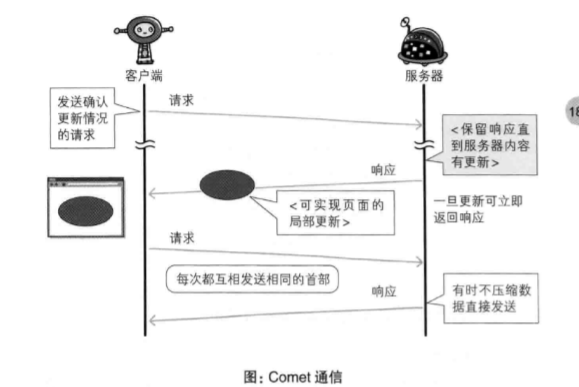 客户端
服务器
发送确认
更新情况
的请求
请求
18
<保留响应直
到服务器内容
有更新>
响应
<可实现页面的
局部更新>
一旦更新可立即
返回响应
请求
每次都互相发送相同的首部
响应
有时不压缩数
据直接发送
图：Comet 通信